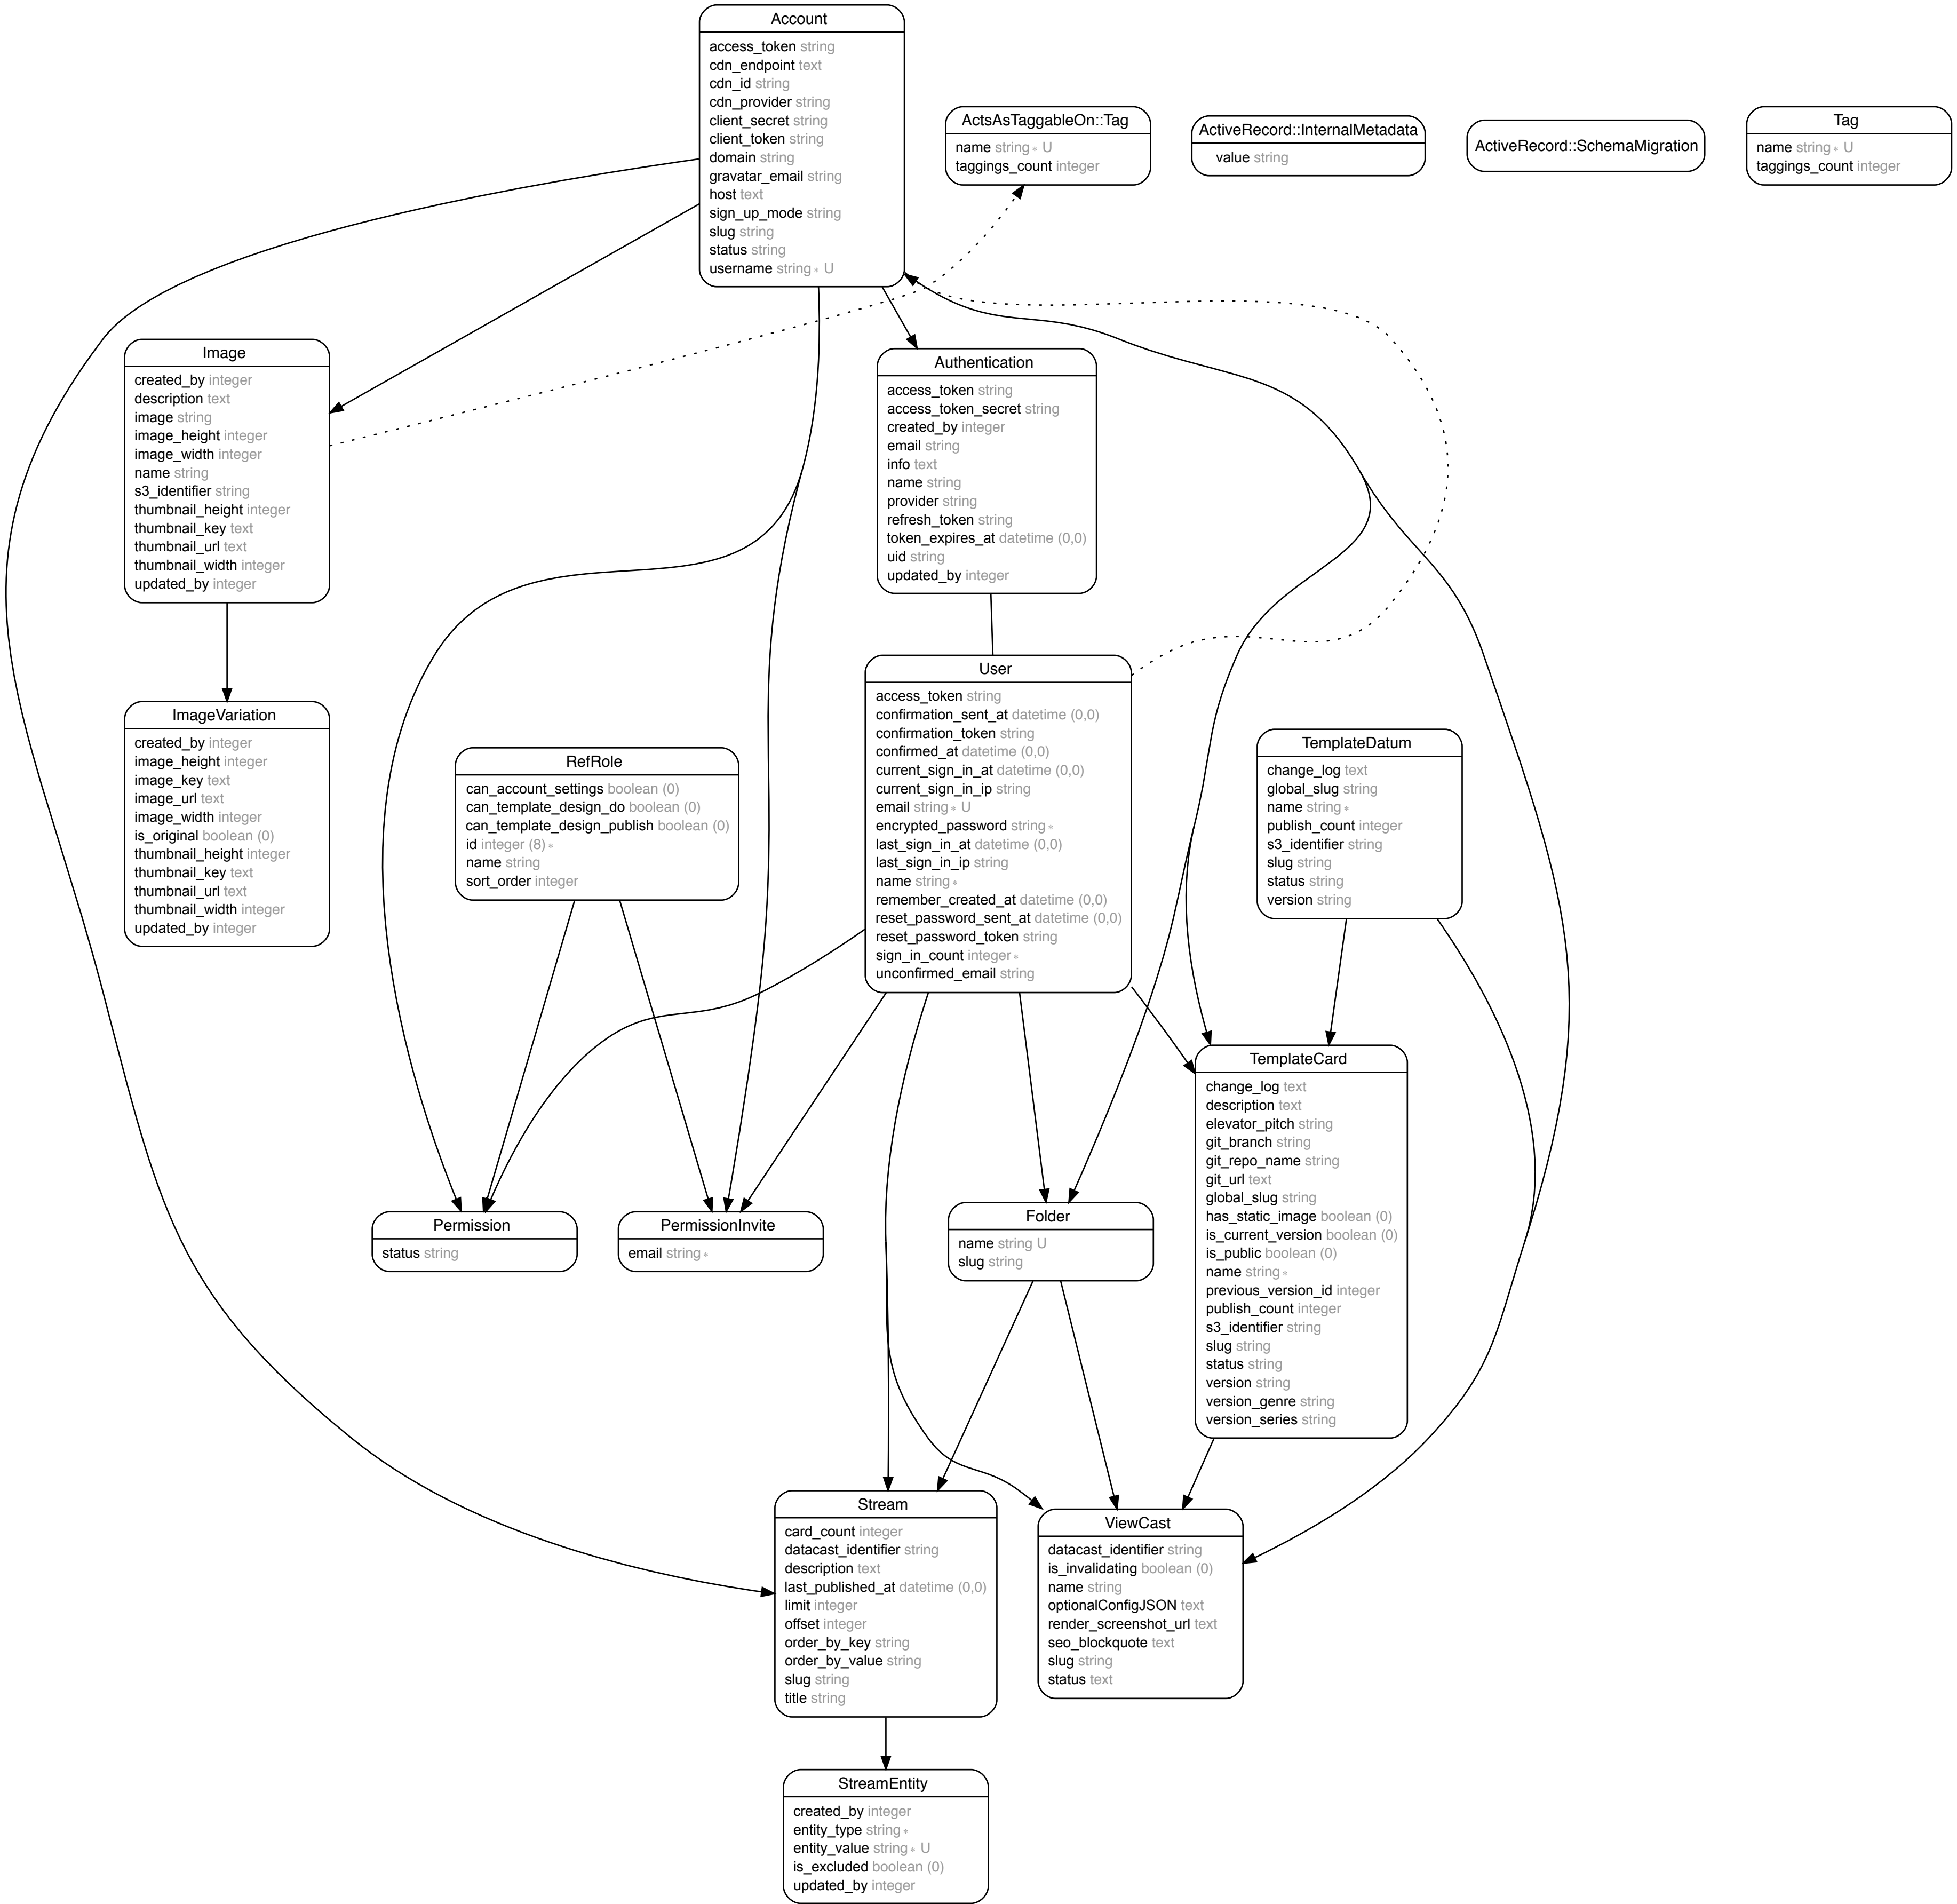 Account
access_token string
cdn_endpoint text
cdn_id string
cdn_provider string
client_secret string
client_token string
domain string
gravatar_email string
host text
sign_up_mode string
slug string
status string
username string * U
ActsAsTaggableOn::Tag
name string * U
taggings_count integer
ActiveRecord::InternalMetadata
value string
ActiveRecord::SchemaMigration
Tag
name string * U
taggings_count integer
Image
created_by integer
description text
image string
image_height integer
image_width integer
name string
s3_identifier string
thumbnail_height integer
thumbnail_key text
thumbnail_url text
thumbnail_width integer
updated_by integer
Authentication
access_token string
access_token_secret string
created_by integer
email string
info text
name string
provider string
refresh_token string
token_expires_at datetime (0,0)
uid string
updated_by integer
ImageVariation
created_by integer
image_height integer
image_key text
image_url text
image_width integer
is_original boolean (0)
thumbnail_height integer
thumbnail_key text
thumbnail_url text
thumbnail_width integer
updated_by integer
RefRole
can_account_settings boolean (0)
can_template_design_do boolean (0)
can_template_design_publish boolean (0)
id integer (8) *
name string
sort_order integer
User
access_token string
confirmation_sent_at datetime (0,0)
confirmation_token string
confirmed_at datetime (0,0)
current_sign_in_at datetime (0,0)
current_sign_in_ip string
email string * U
encrypted_password string *
last_sign_in_at datetime (0,0)
last_sign_in_ip string
name string *
remember_created_at datetime (0,0)
reset_password_sent_at datetime (0,0)
reset_password_token string
sign_in_count integer *
unconfirmed_email string
TemplateDatum
change_log text
global_slug string
name string *
publish_count integer
s3_identifier string
slug string
status string
version string
TemplateCard
change_log text
description text
elevator_pitch string
git_branch string
git_repo_name string
git_url text
global_slug string
has_static_image boolean (0)
is_current_version boolean (0)
is_public boolean (0)
name string *
previous_version_id integer
publish_count integer
s3_identifier string
slug string
status string
version string
version_genre string
version_series string
Permission
status string
PermissionInvite
email string *
Folder
name string U
slug string
Stream
card_count integer
datacast_identifier string
description text
last_published_at datetime (0,0)
limit integer
offset integer
order_by_key string
order_by_value string
slug string
title string
ViewCast
datacast_identifier string
is_invalidating boolean (0)
name string
optionalConfigJSON text
render_screenshot_url text
seo_blockquote text
slug string
status text
StreamEntity
created_by integer
entity_type string *
entity_value string * U
is_excluded boolean (0)
updated_by integer